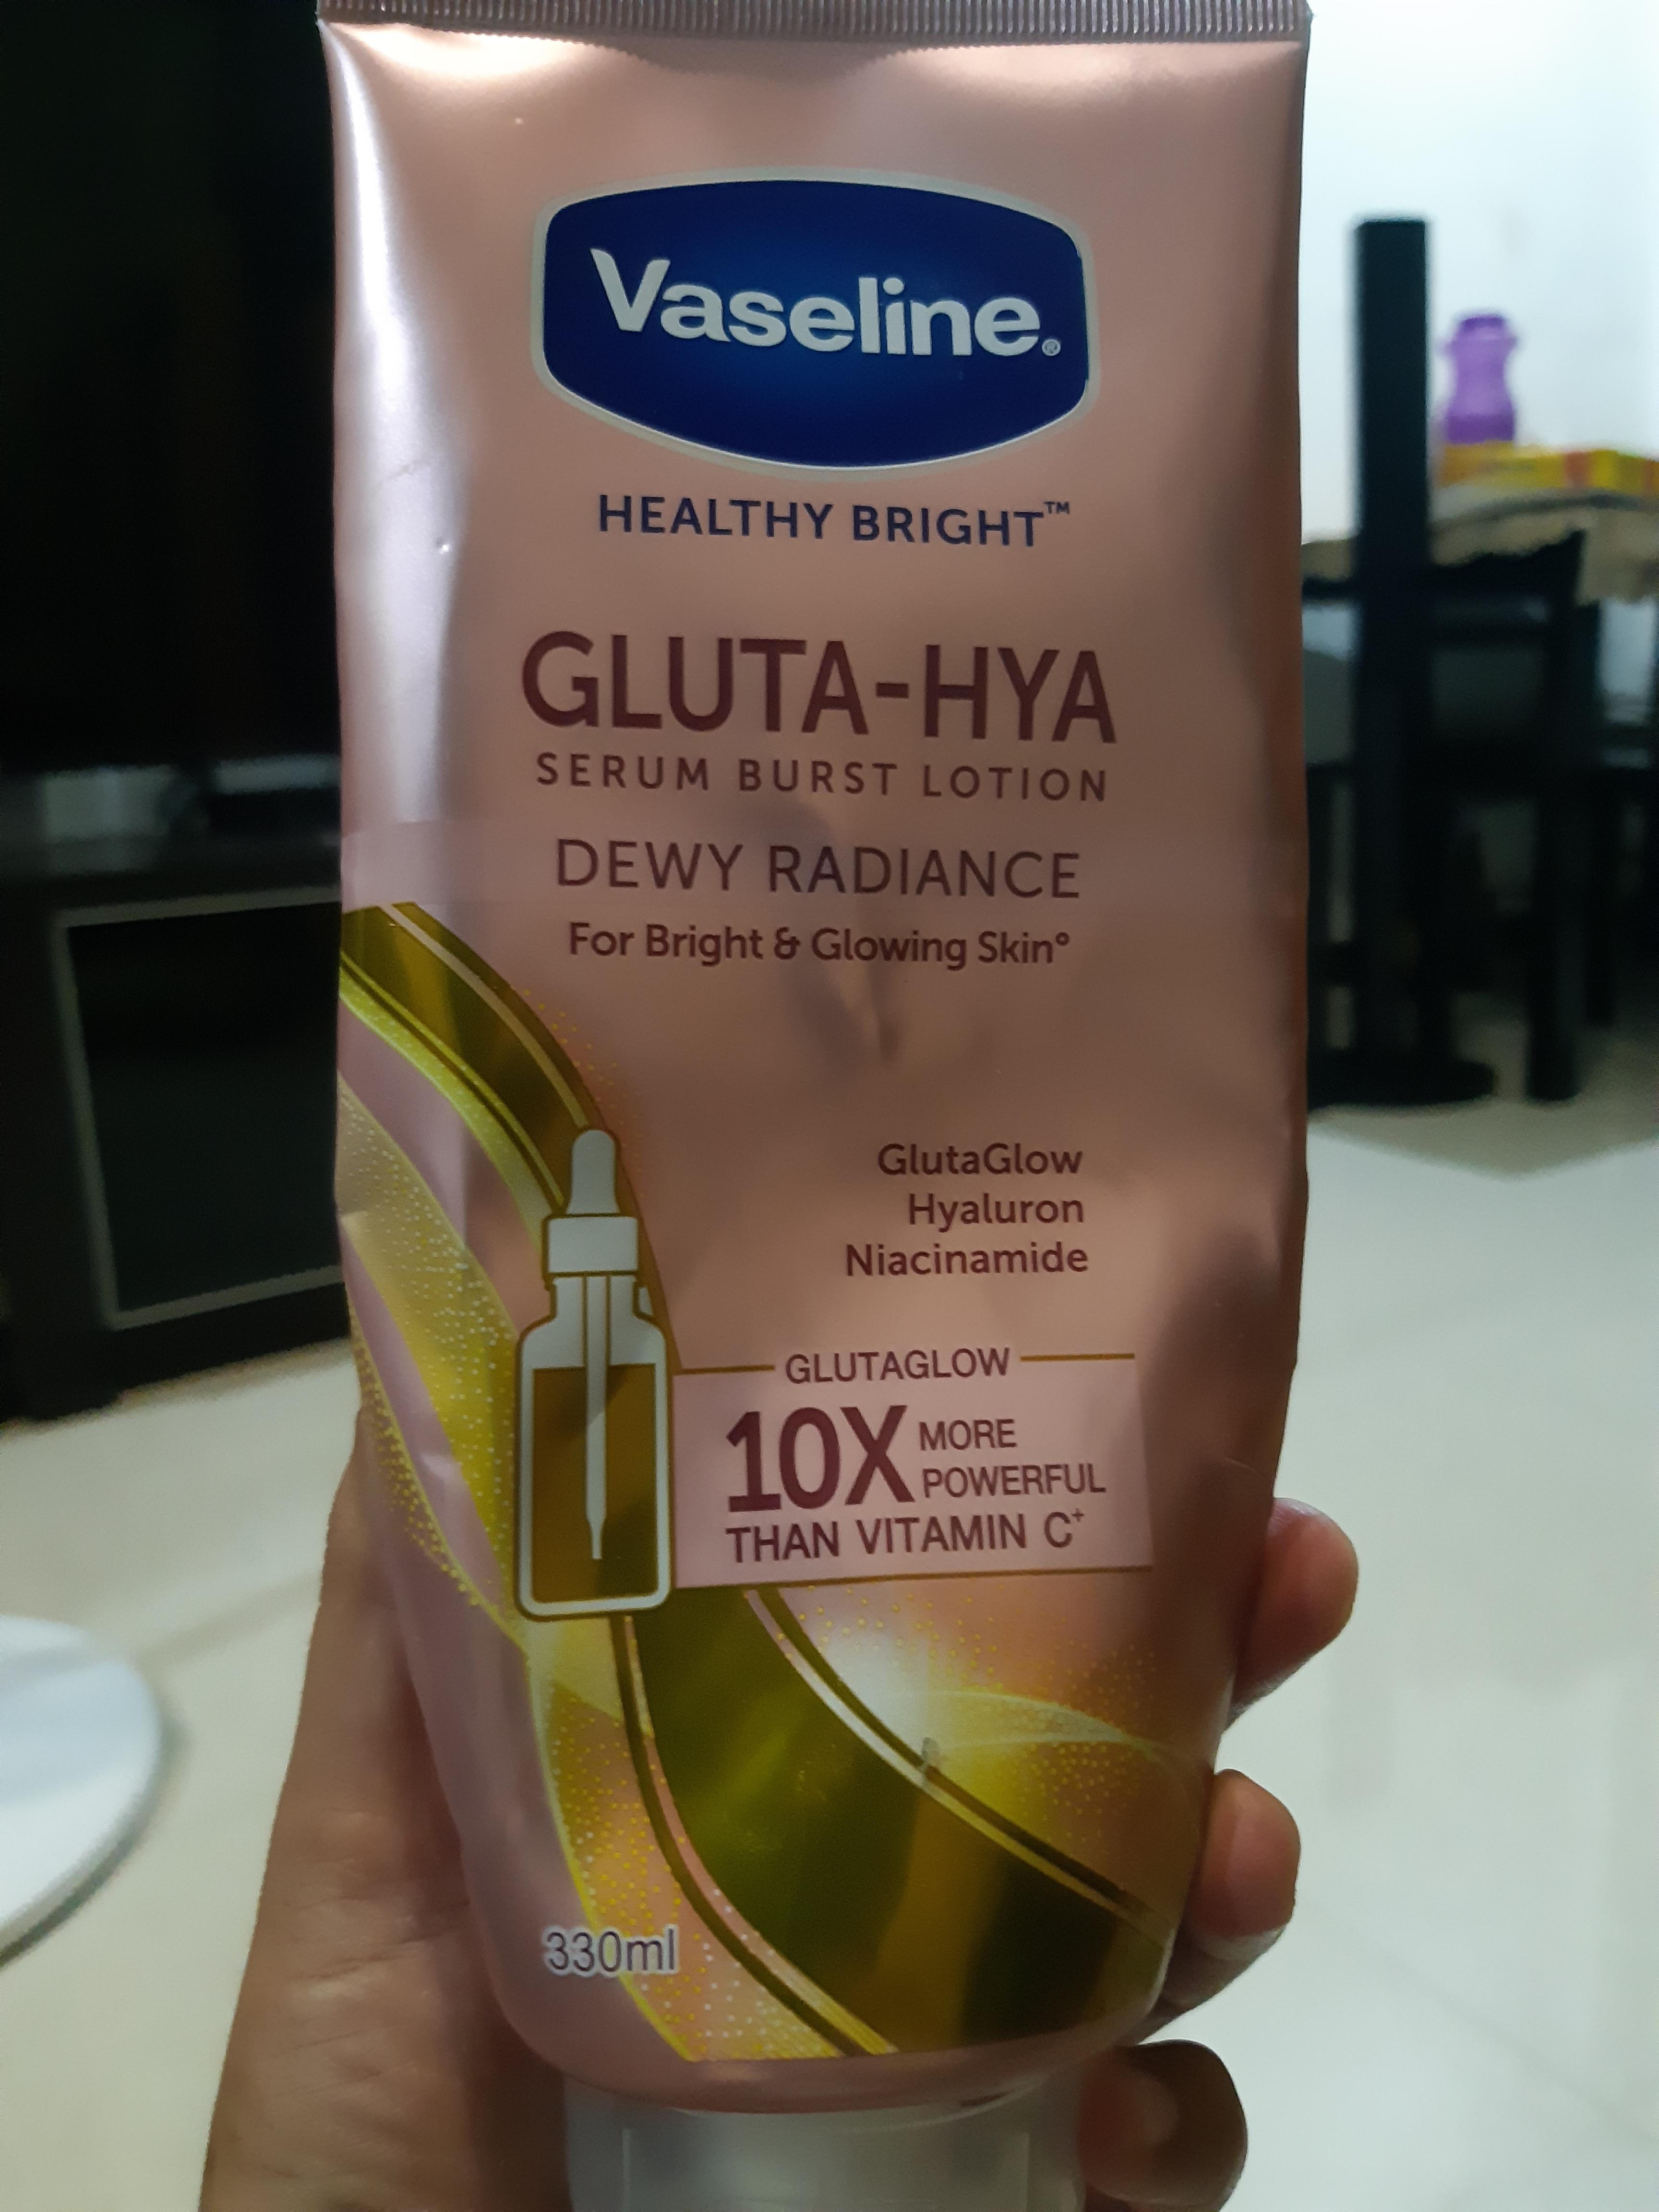 Vaseline®
HEALTHY BRIGHT™
GLUTA-HYA
SERUM BURST LOTION
DEWY RADIANCE
For Bright & Glowing Skin°
GlutaGlow
Hyaluron
Niacinamide
GLUTAGLOW
10X MORE
POWERFUL
THAN VITAMIN C⁺
330ml